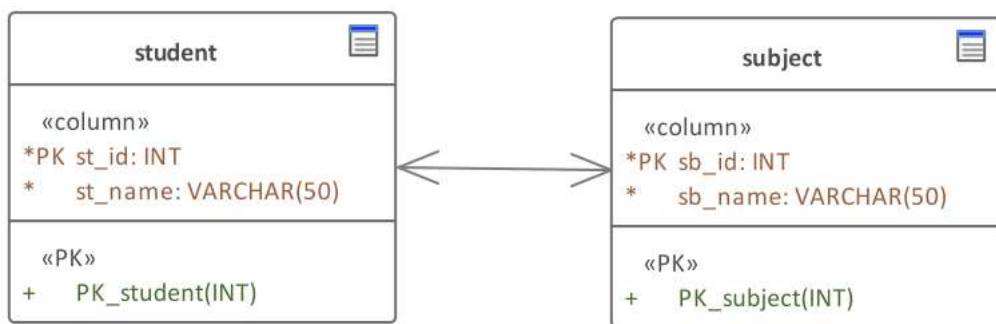 student
«column»
*PK st_id: INT
* st_name: VARCHAR(50)
«PK»
+ PK_student(INT)
subject
«column»
*PK sb_id: INT
* sb_name: VARCHAR(50)
«PK»
+ PK_subject(INT)